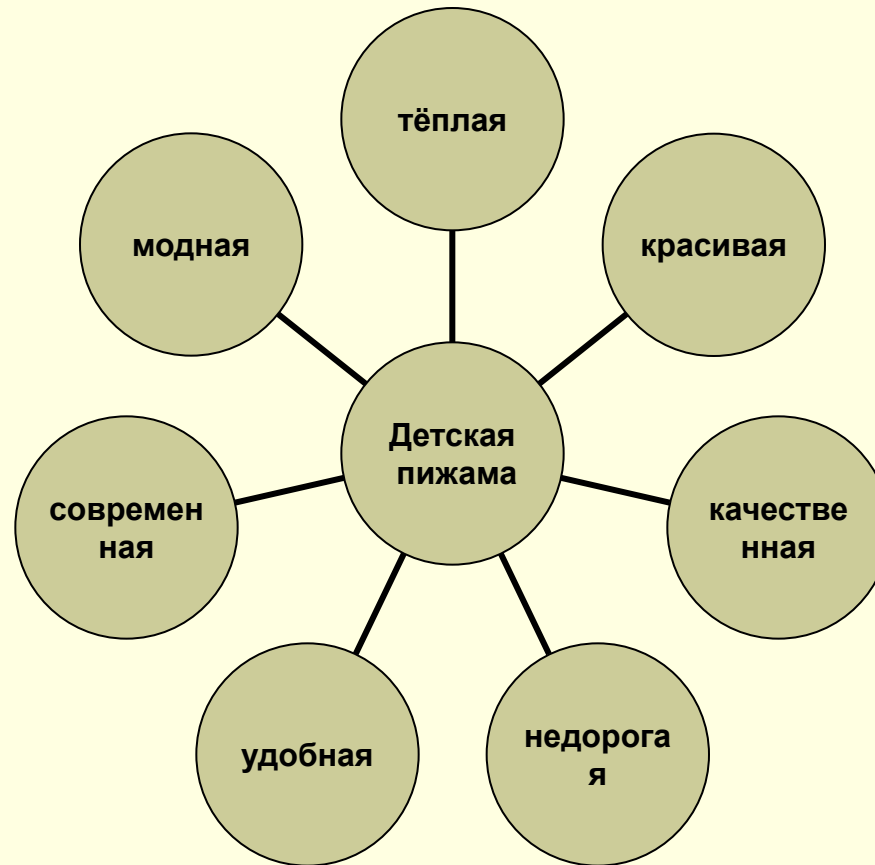 тёплая
модная
красивая
Детская
пижама
современ
ная
качестве
нная
удобная
недорога
я